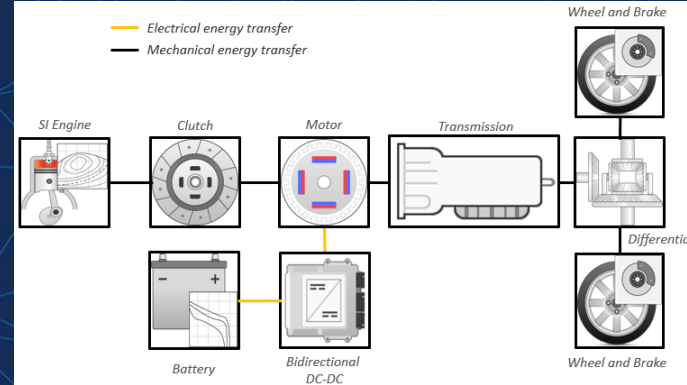 Wheel and Brake
Electrical energy transfer
Mechanical energy transfer
SI Engine
Clutch
Motor
Transmission
Differentic
Battery
Bidirectional
DC-DC
Wheel and Brake